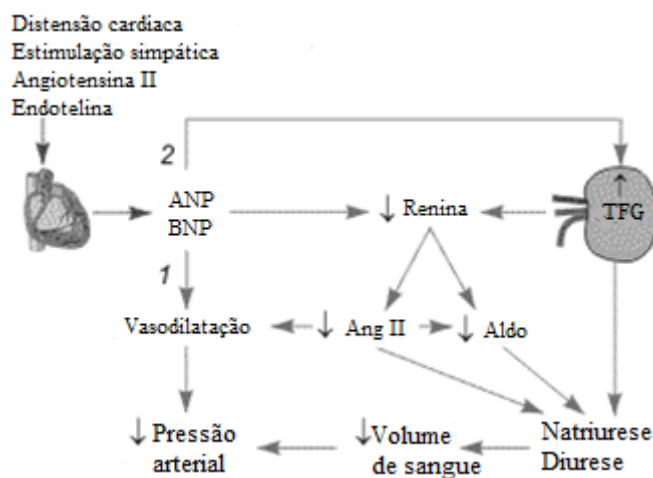 Distensão cardiaca
Estimulação simpática
Angiotensina II
Endotelina
2
ANP
BNP
↓ Renina
↑
TFG
1
Vasodilatação
↓ Ang II
↓ Aldo
↓ Pressão
arterial
↓ Volume
de sangue
Natriurese
Diurese